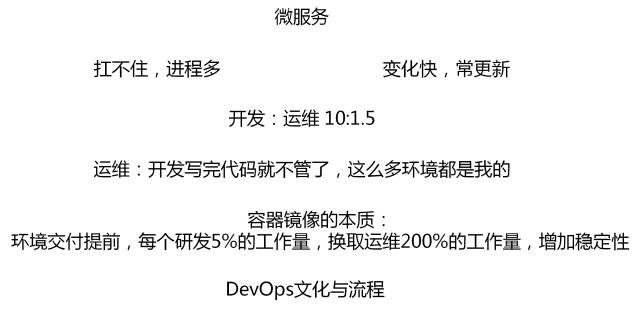 微服务
扛不住，进程多 变化快，常更新
开发：运维 10:1.5
运维：开发写完代码就不管了，这么多环境都是我的
容器镜像的本质：
环境交付提前，每个研发5%的工作量，换取运维200%的工作量，增加稳定性
DevOps文化与流程